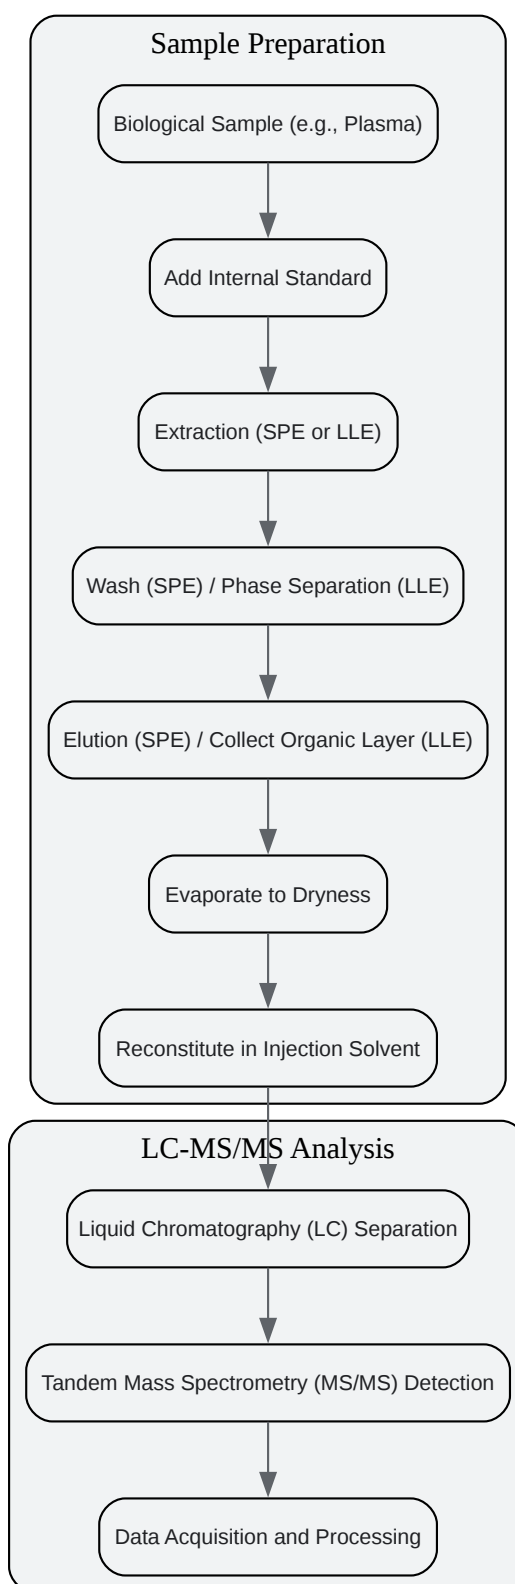 Sample Preparation
Biological Sample (e.g., Plasma)
Add Internal Standard
Extraction (SPE or LLE)
Wash (SPE) / Phase Separation (LLE)
Elution (SPE) / Collect Organic Layer (LLE)
Evaporate to Dryness
Reconstitute in Injection Solvent
LC-MS/MS Analysis
Liquid Chromatography (LC) Separation
Tandem Mass Spectrometry (MS/MS) Detection
Data Acquisition and Processing